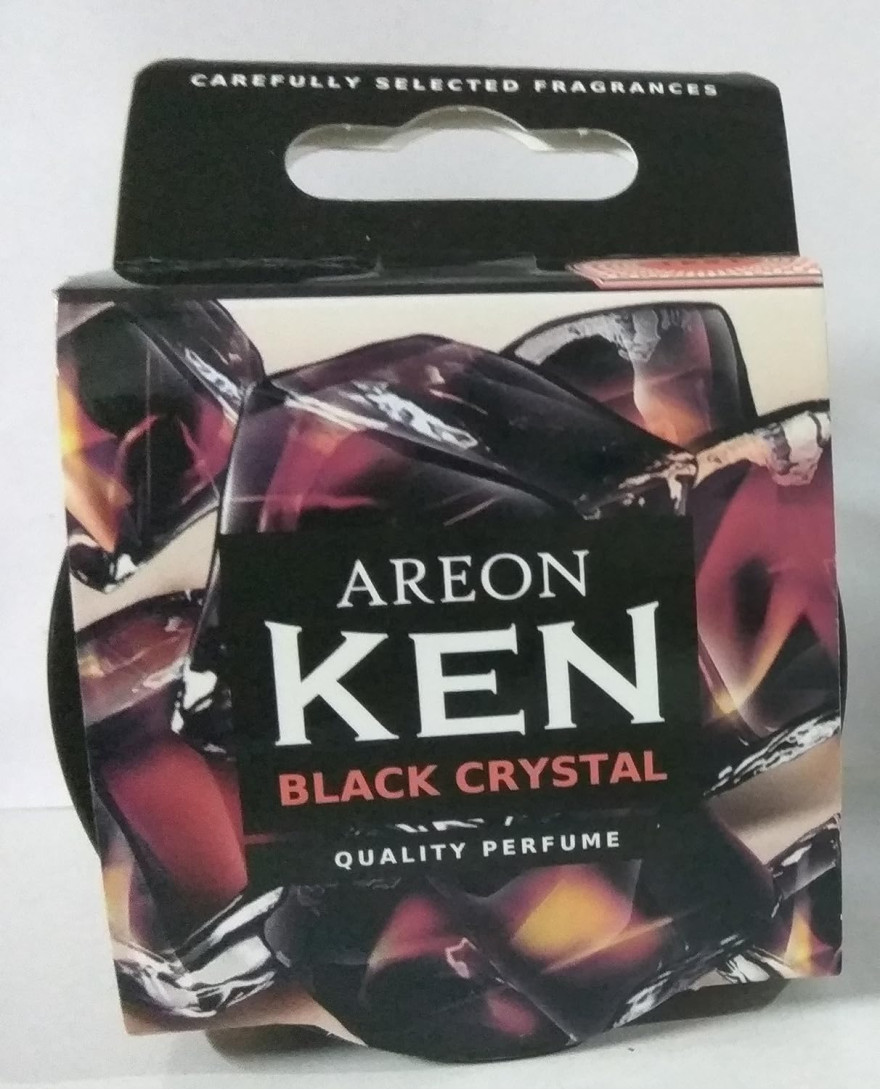 CAREFULLY SELECTED FRAGRANCES
AREON
KEN
BLACK CRYSTAL
QUALITY PERFUME